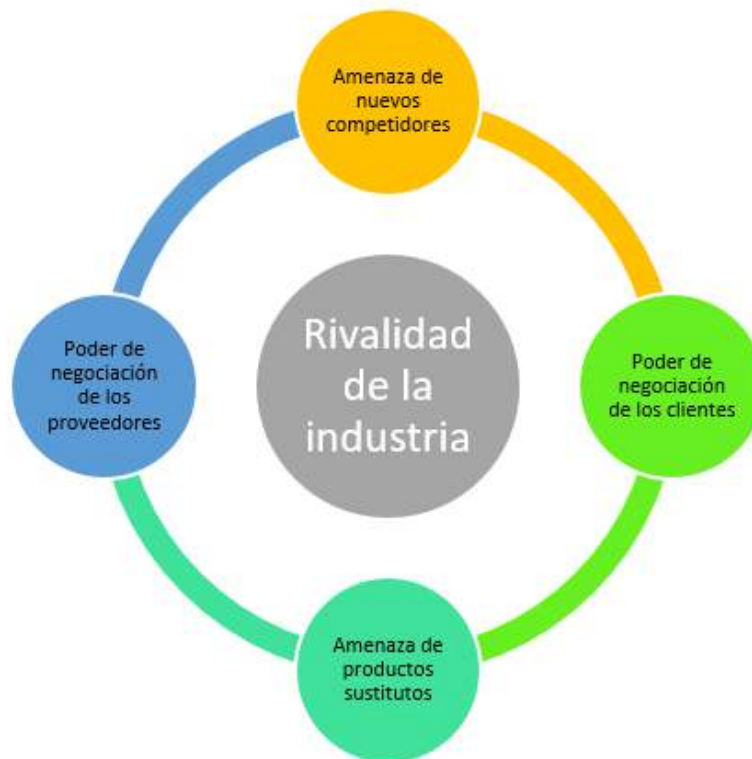 Amenaza de
nuevos
competidores
Rivalidad
de la
industria
Poder de
negociación
de los
proveedores
Poder de
negociación
de los clientes
Amenaza de
productos
sustitutos